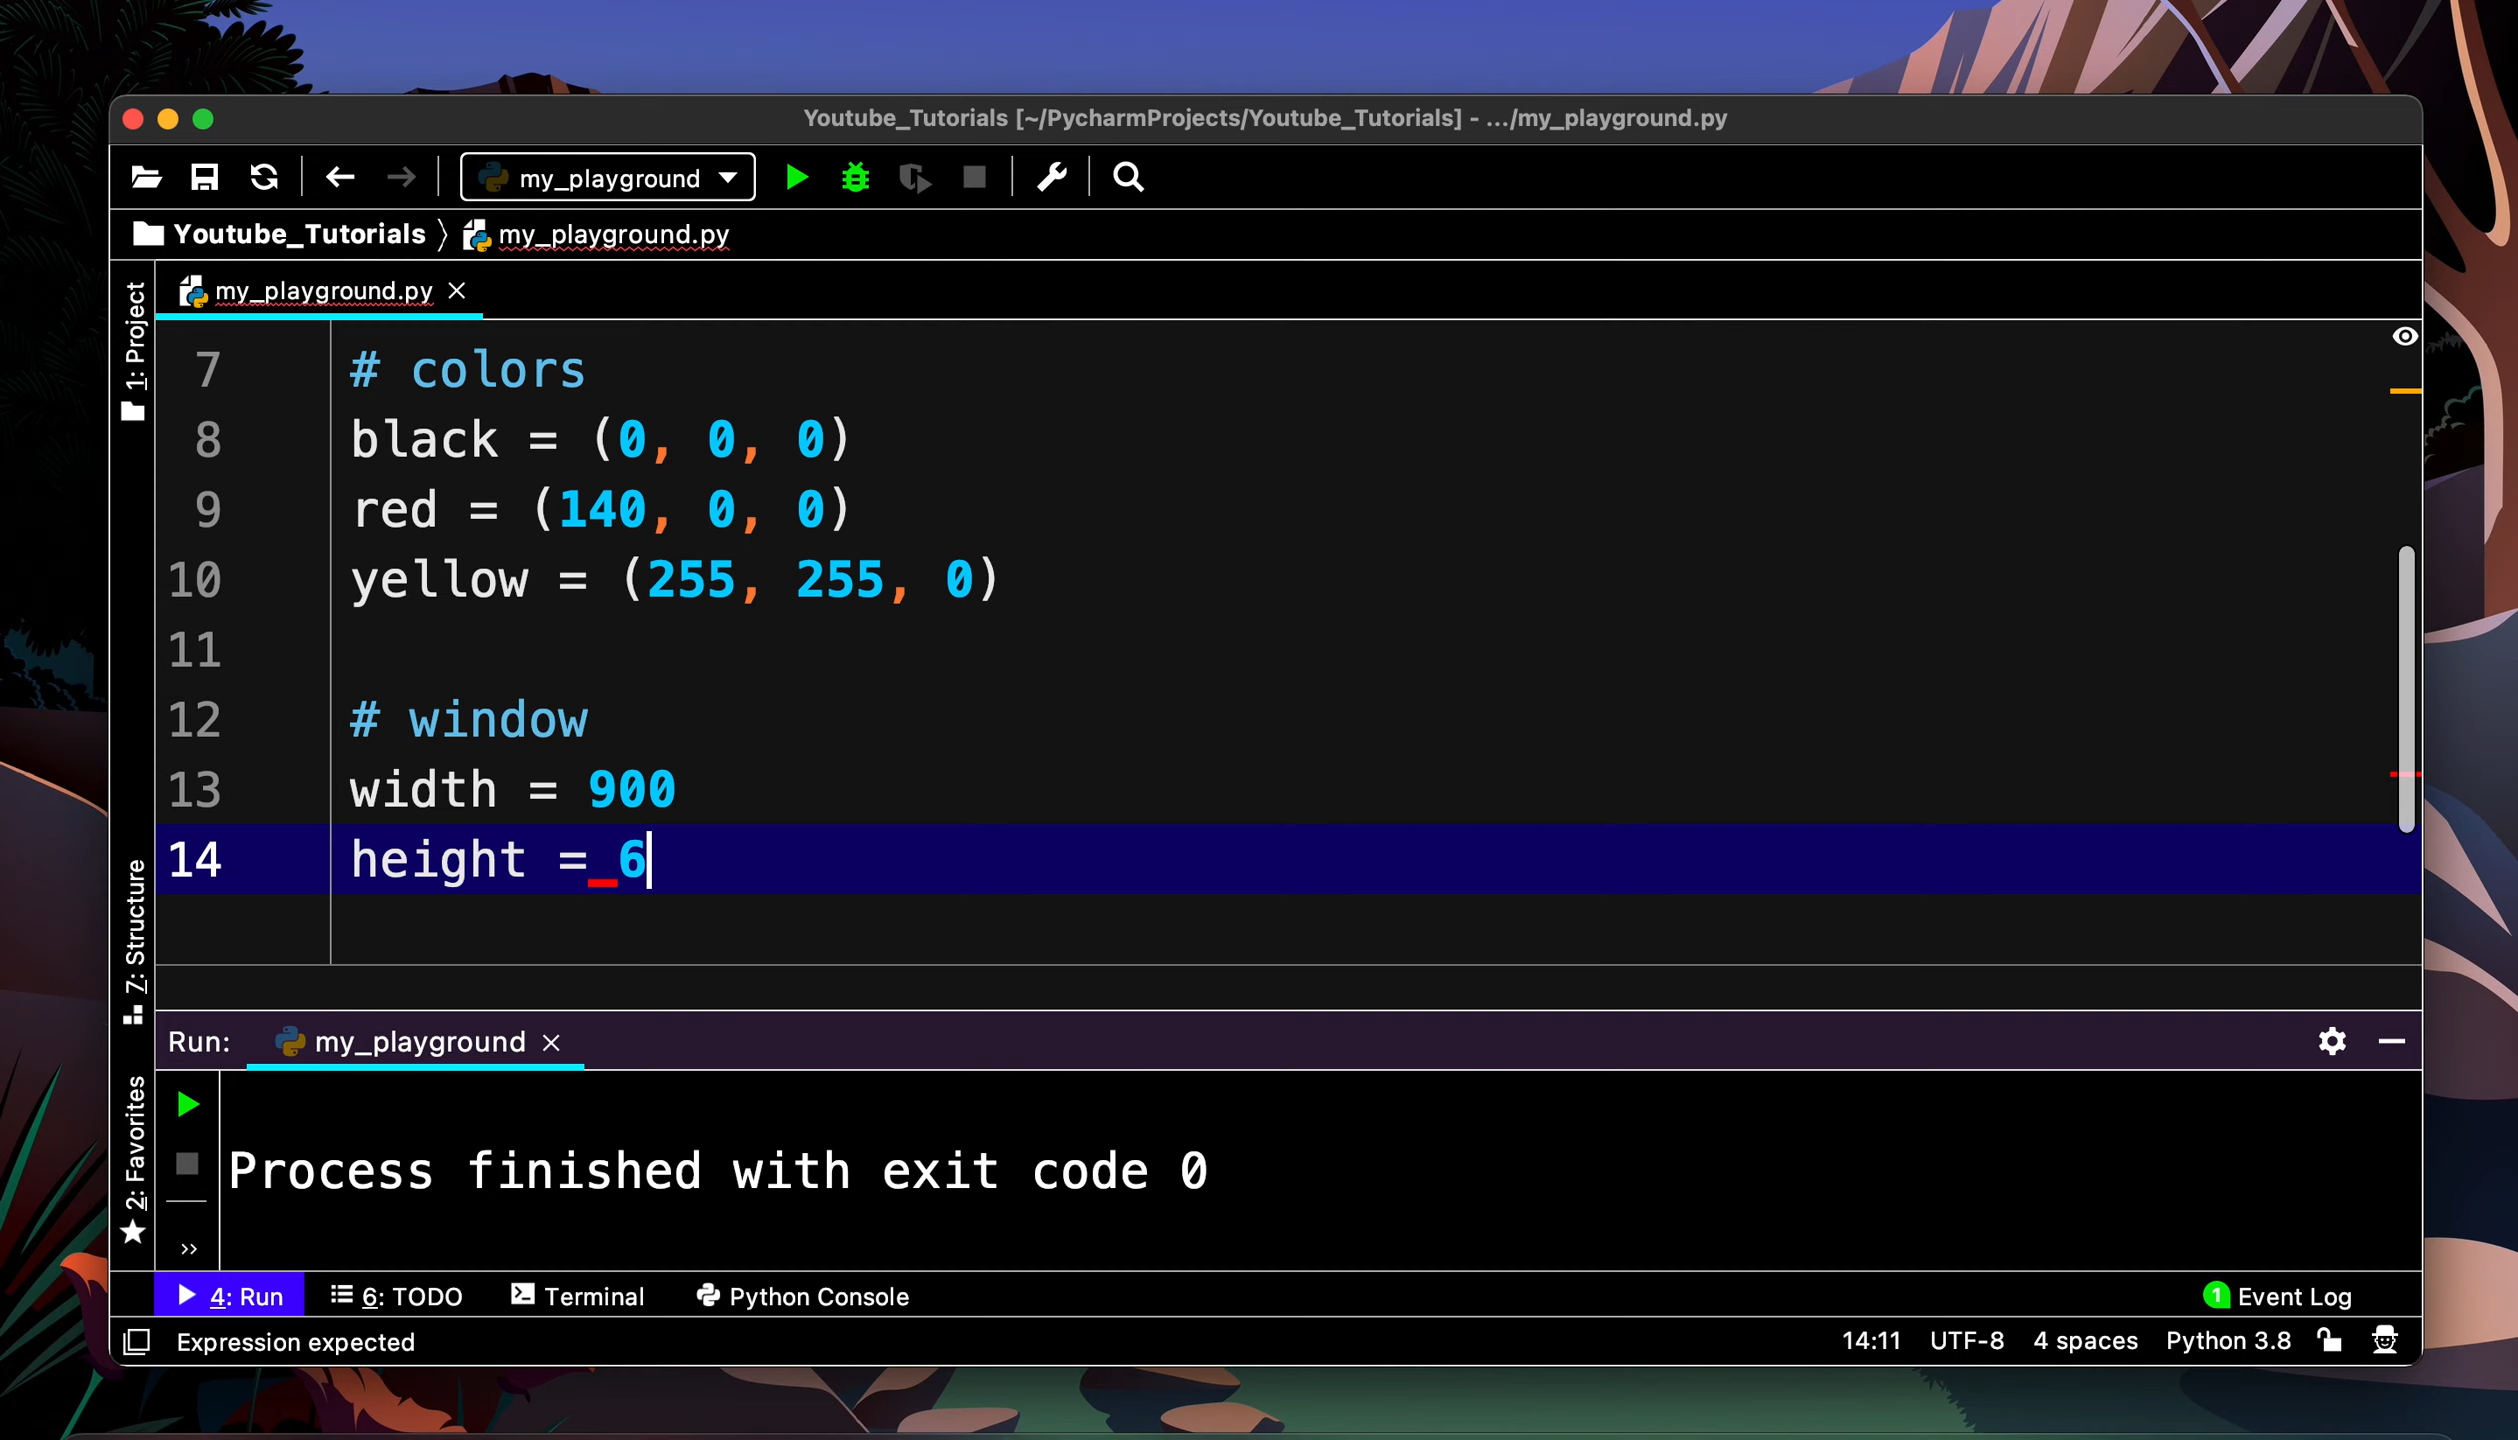 Youtube_Tutorials [~/PycharmProjects/Youtube_Tutorials] - .../my_playground.py
my_playground
Youtube_Tutorials 〉 my_playground.py
my_playground.py
1: Project
7 # colors
8 black = (0, 0, 0)
9 red = (140, 0, 0)
10 yellow = (255, 255, 0)
11
12 # window
13 width = 900
14 height = 6
7: Structure
Run: my_playground
2: Favorites
Process finished with exit code 0
4: Run 6: TODO Terminal Python Console 1 Event Log
Expression expected 14:11 UTF-8 4 spaces Python 3.8